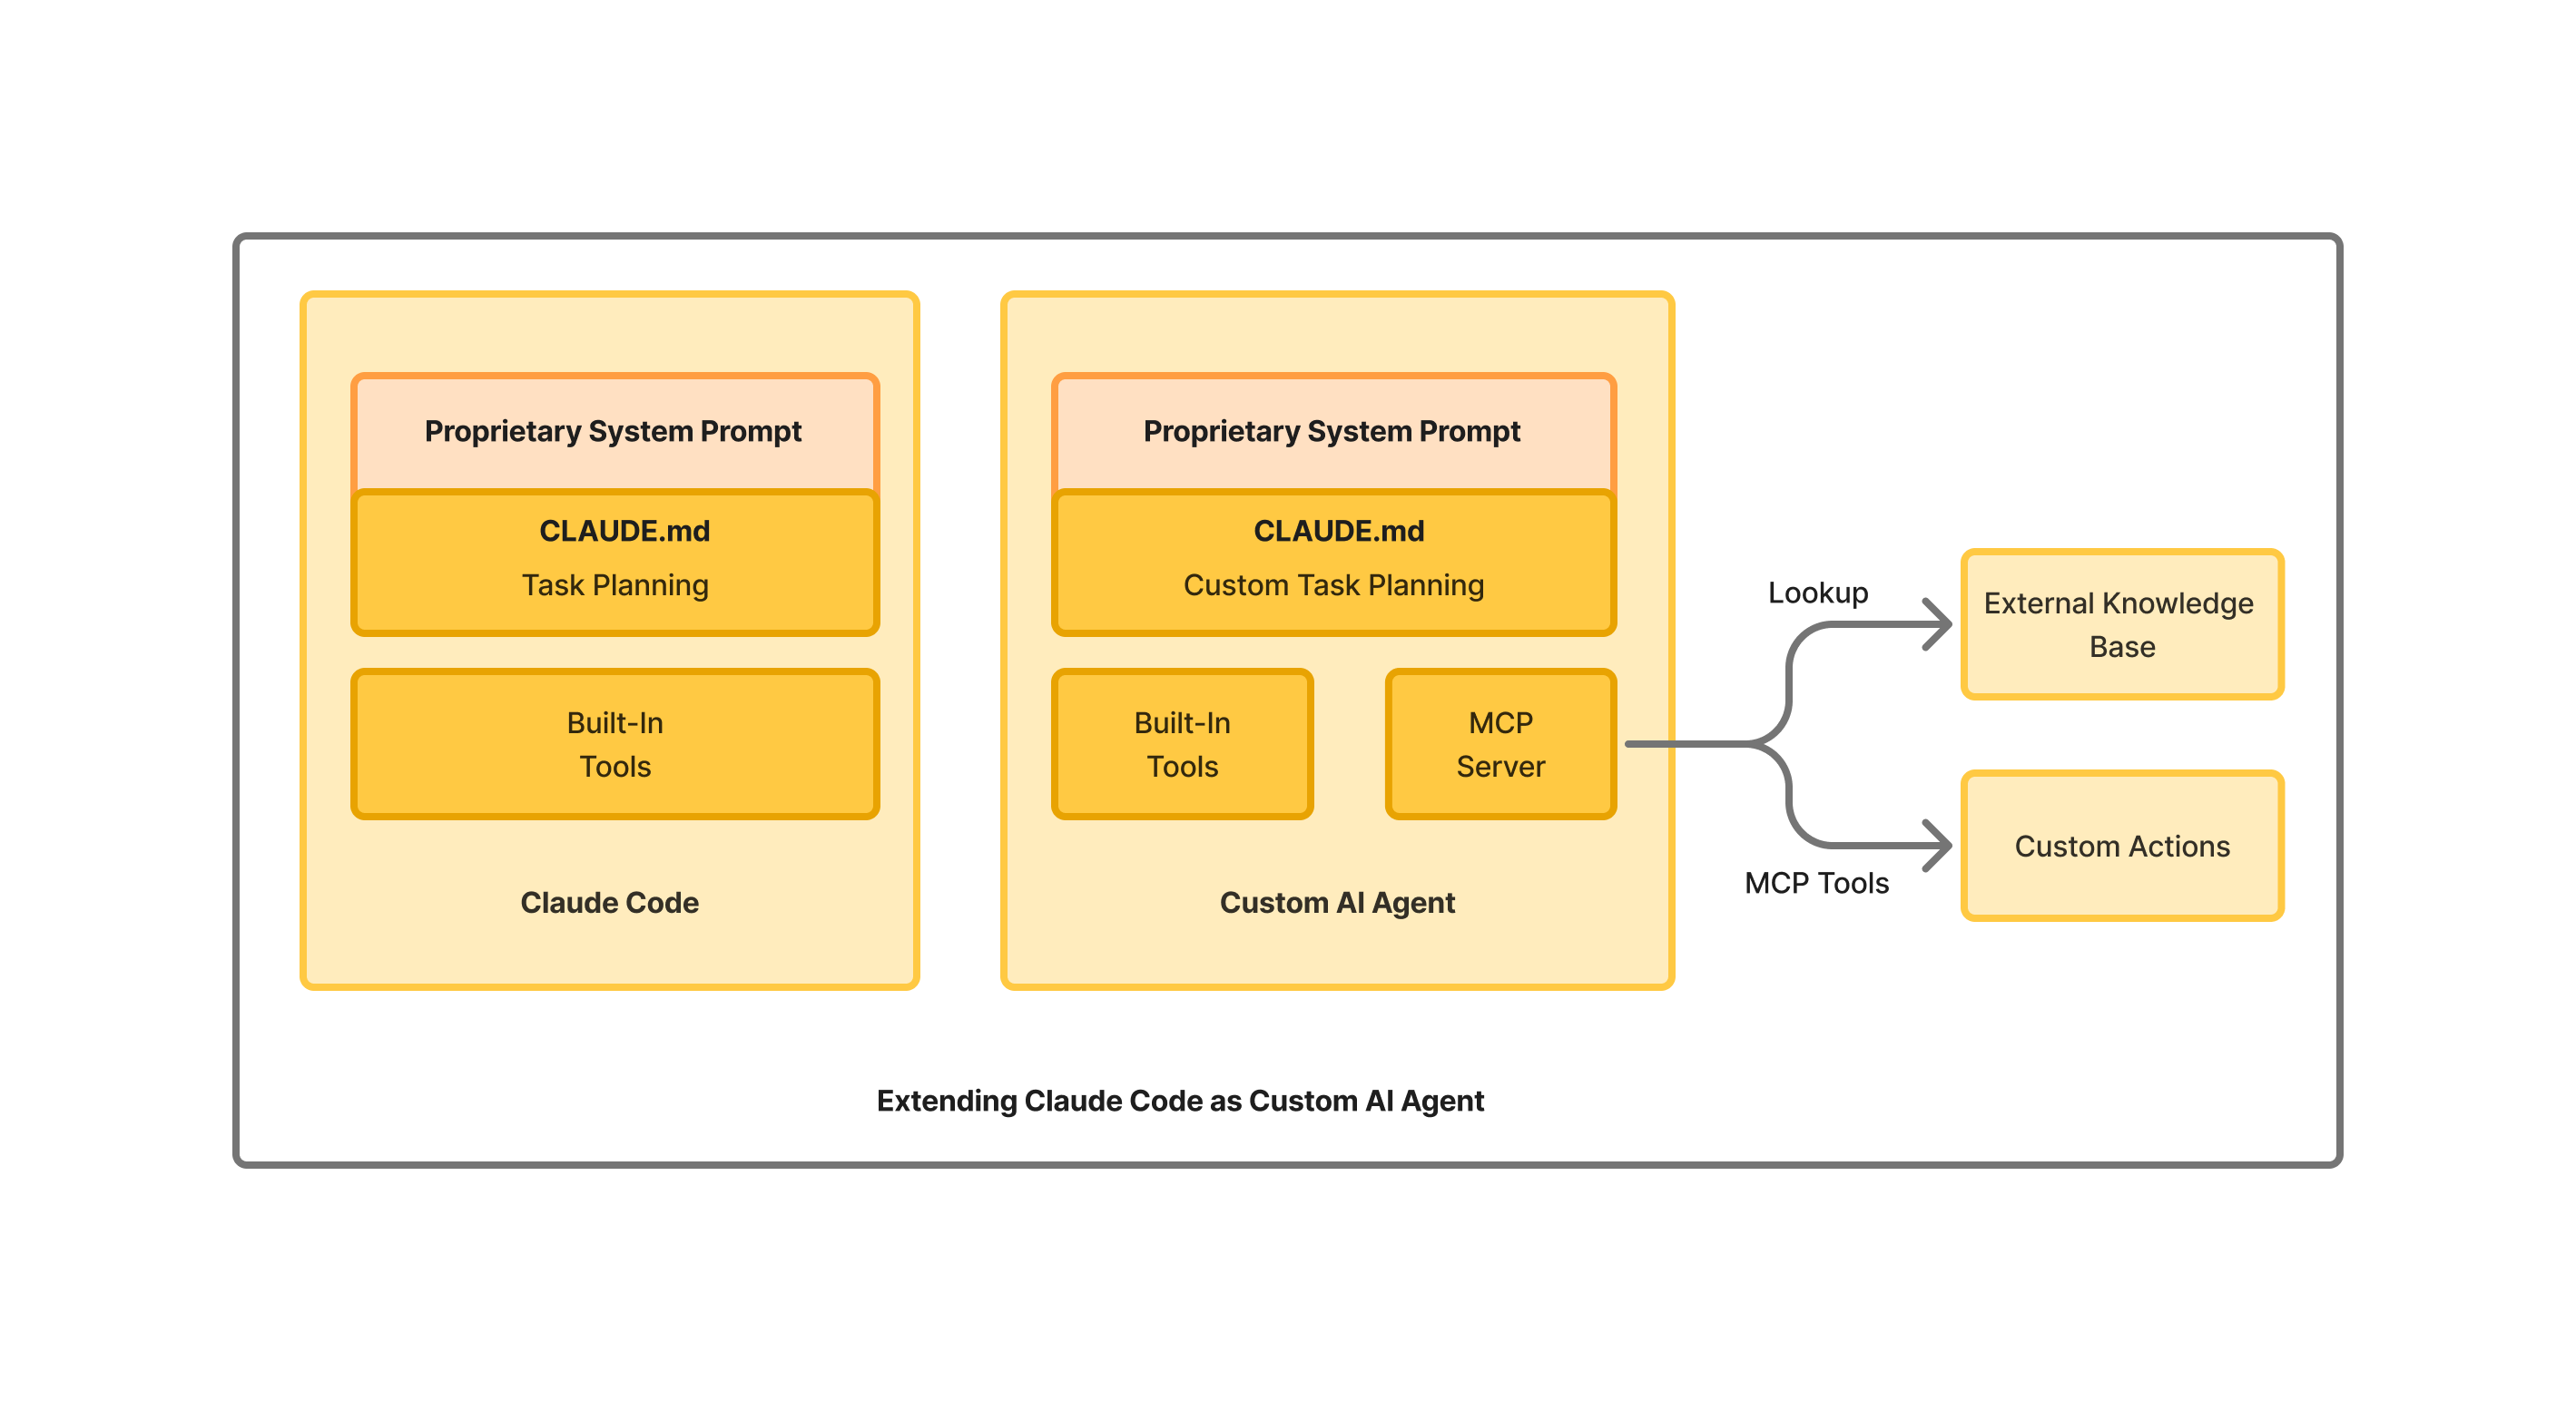 Proprietary System Prompt
CLAUDE.md
Task Planning
Built-In
Tools
Claude Code
Proprietary System Prompt
CLAUDE.md
Custom Task Planning
Built-In
Tools
MCP
Server
Custom AI Agent
Lookup
MCP Tools
External Knowledge
Base
Custom Actions
Extending Claude Code as Custom AI Agent